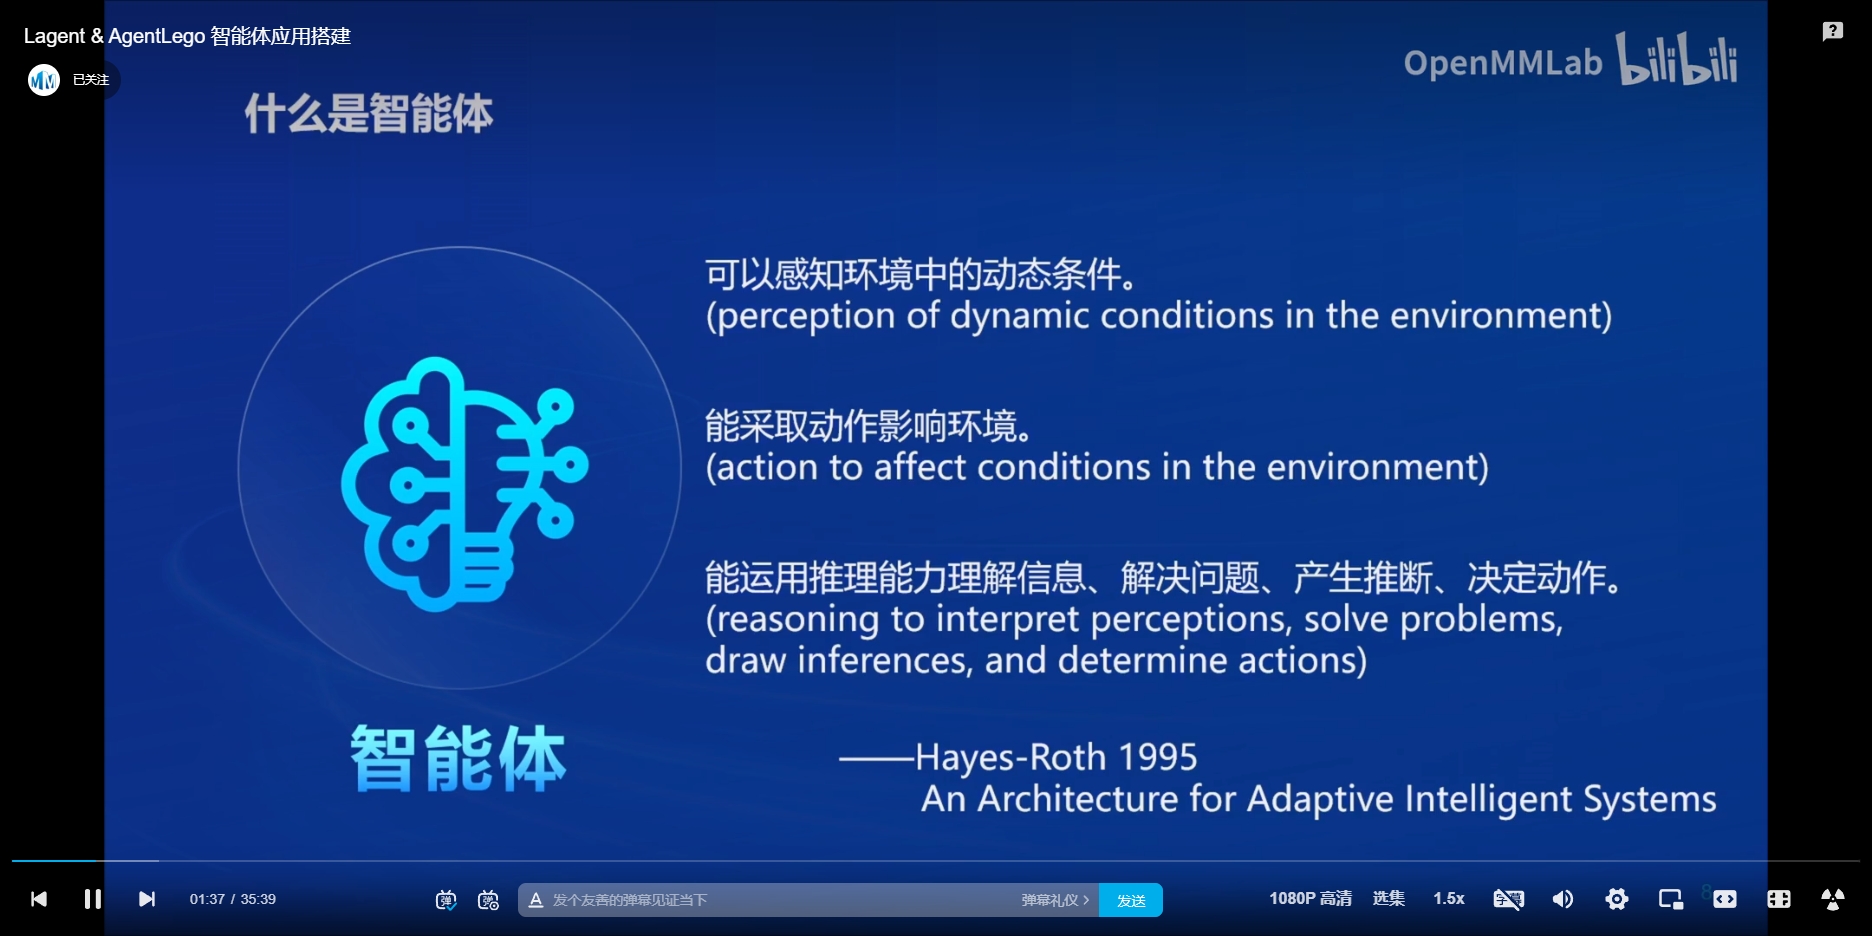 Lagent & AgentLego 智能体应用搭建
已关注
OpenMMLab bilibili
什么是智能体
可以感知环境中的动态条件。
(perception of dynamic conditions in the environment)
能采取动作影响环境。
(action to affect conditions in the environment)
能运用推理能力理解信息、解决问题、产生推断、决定动作。
(reasoning to interpret perceptions, solve problems,
draw inferences, and determine actions)
智能体
——Hayes-Roth 1995
An Architecture for Adaptive Intelligent Systems
01:37 / 35:39
弹
弹
A 发个友善的弹幕见证当下
弹幕礼仪 >
发送
1080P 高清
选集
1.5x
字幕
8